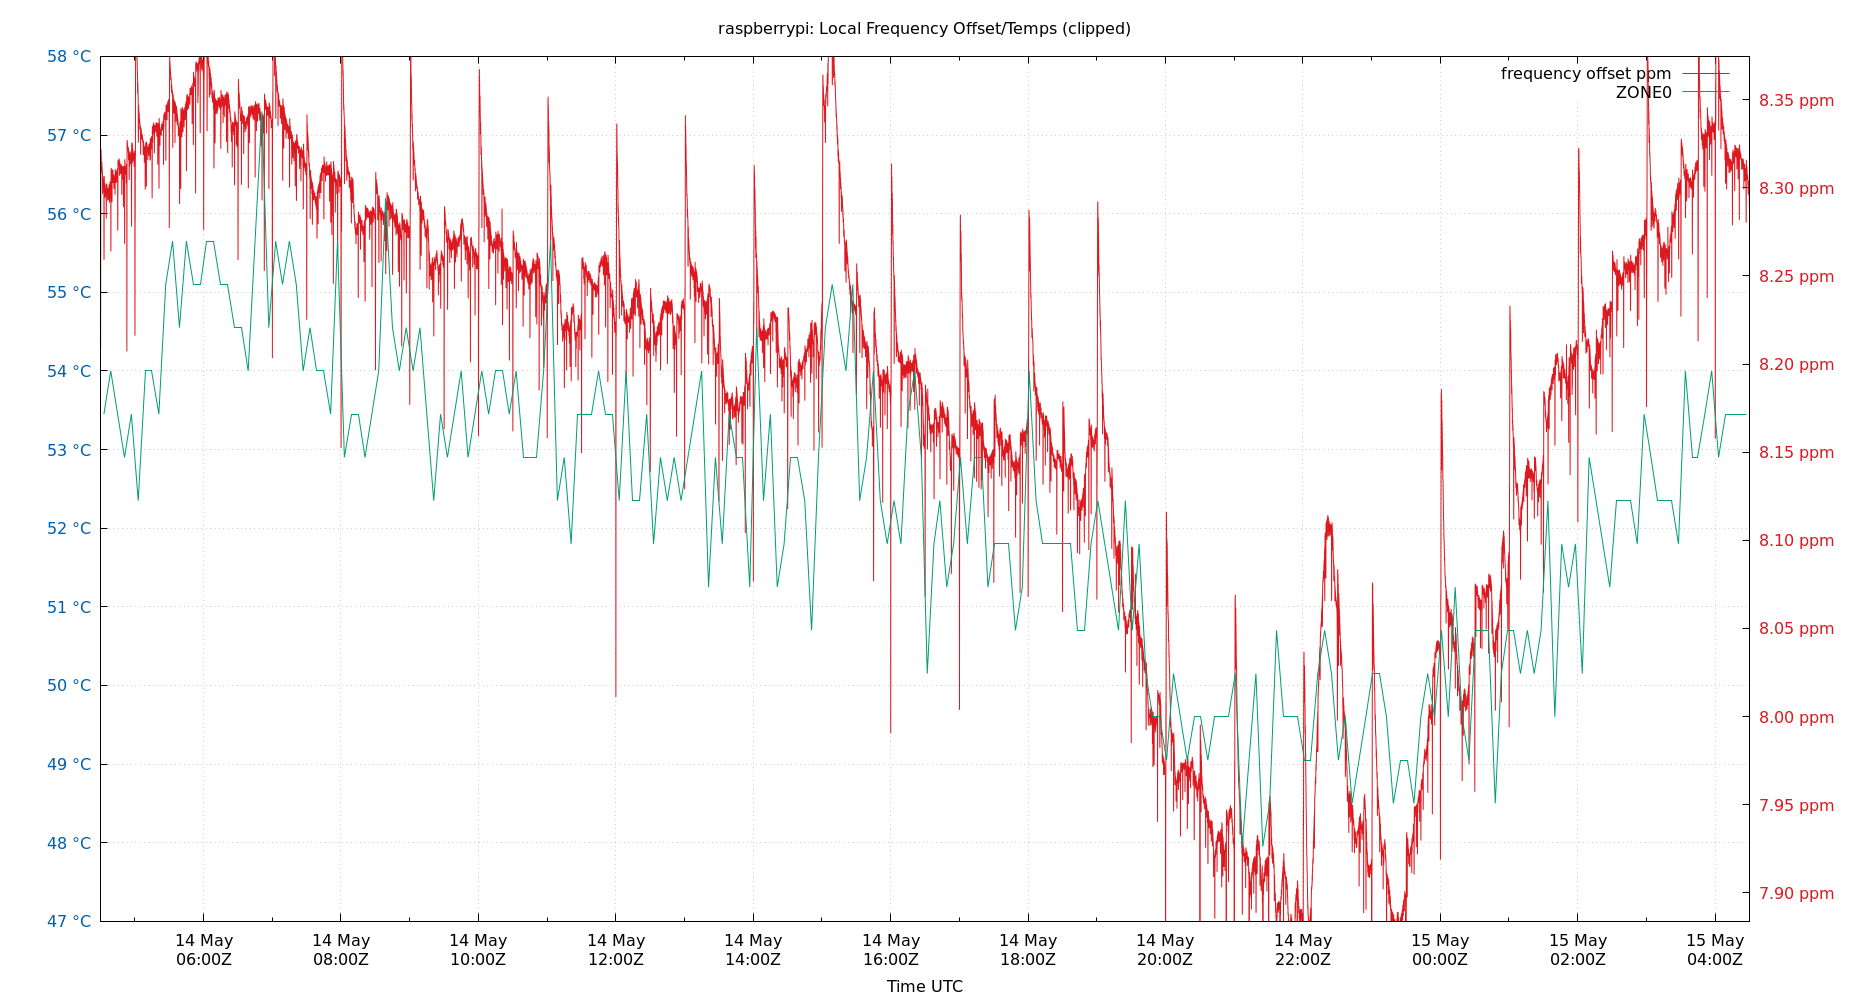 raspberrypi: Local Frequency Offset/Temps (clipped)
frequency offset ppm
ZONE0
58 °C
57 °C
56 °C
55 °C
54 °C
53 °C
52 °C
51 °C
50 °C
49 °C
48 °C
47 °C
8.35 ppm
8.30 ppm
8.25 ppm
8.20 ppm
8.15 ppm
8.10 ppm
8.05 ppm
8.00 ppm
7.95 ppm
7.90 ppm
14 May 14 May 14 May 14 May 14 May 14 May 14 May 14 May 14 May 15 May 15 May 15 May
06:00Z 08:00Z 10:00Z 12:00Z 14:00Z 16:00Z 18:00Z 20:00Z 22:00Z 00:00Z 02:00Z 04:00Z
Time UTC